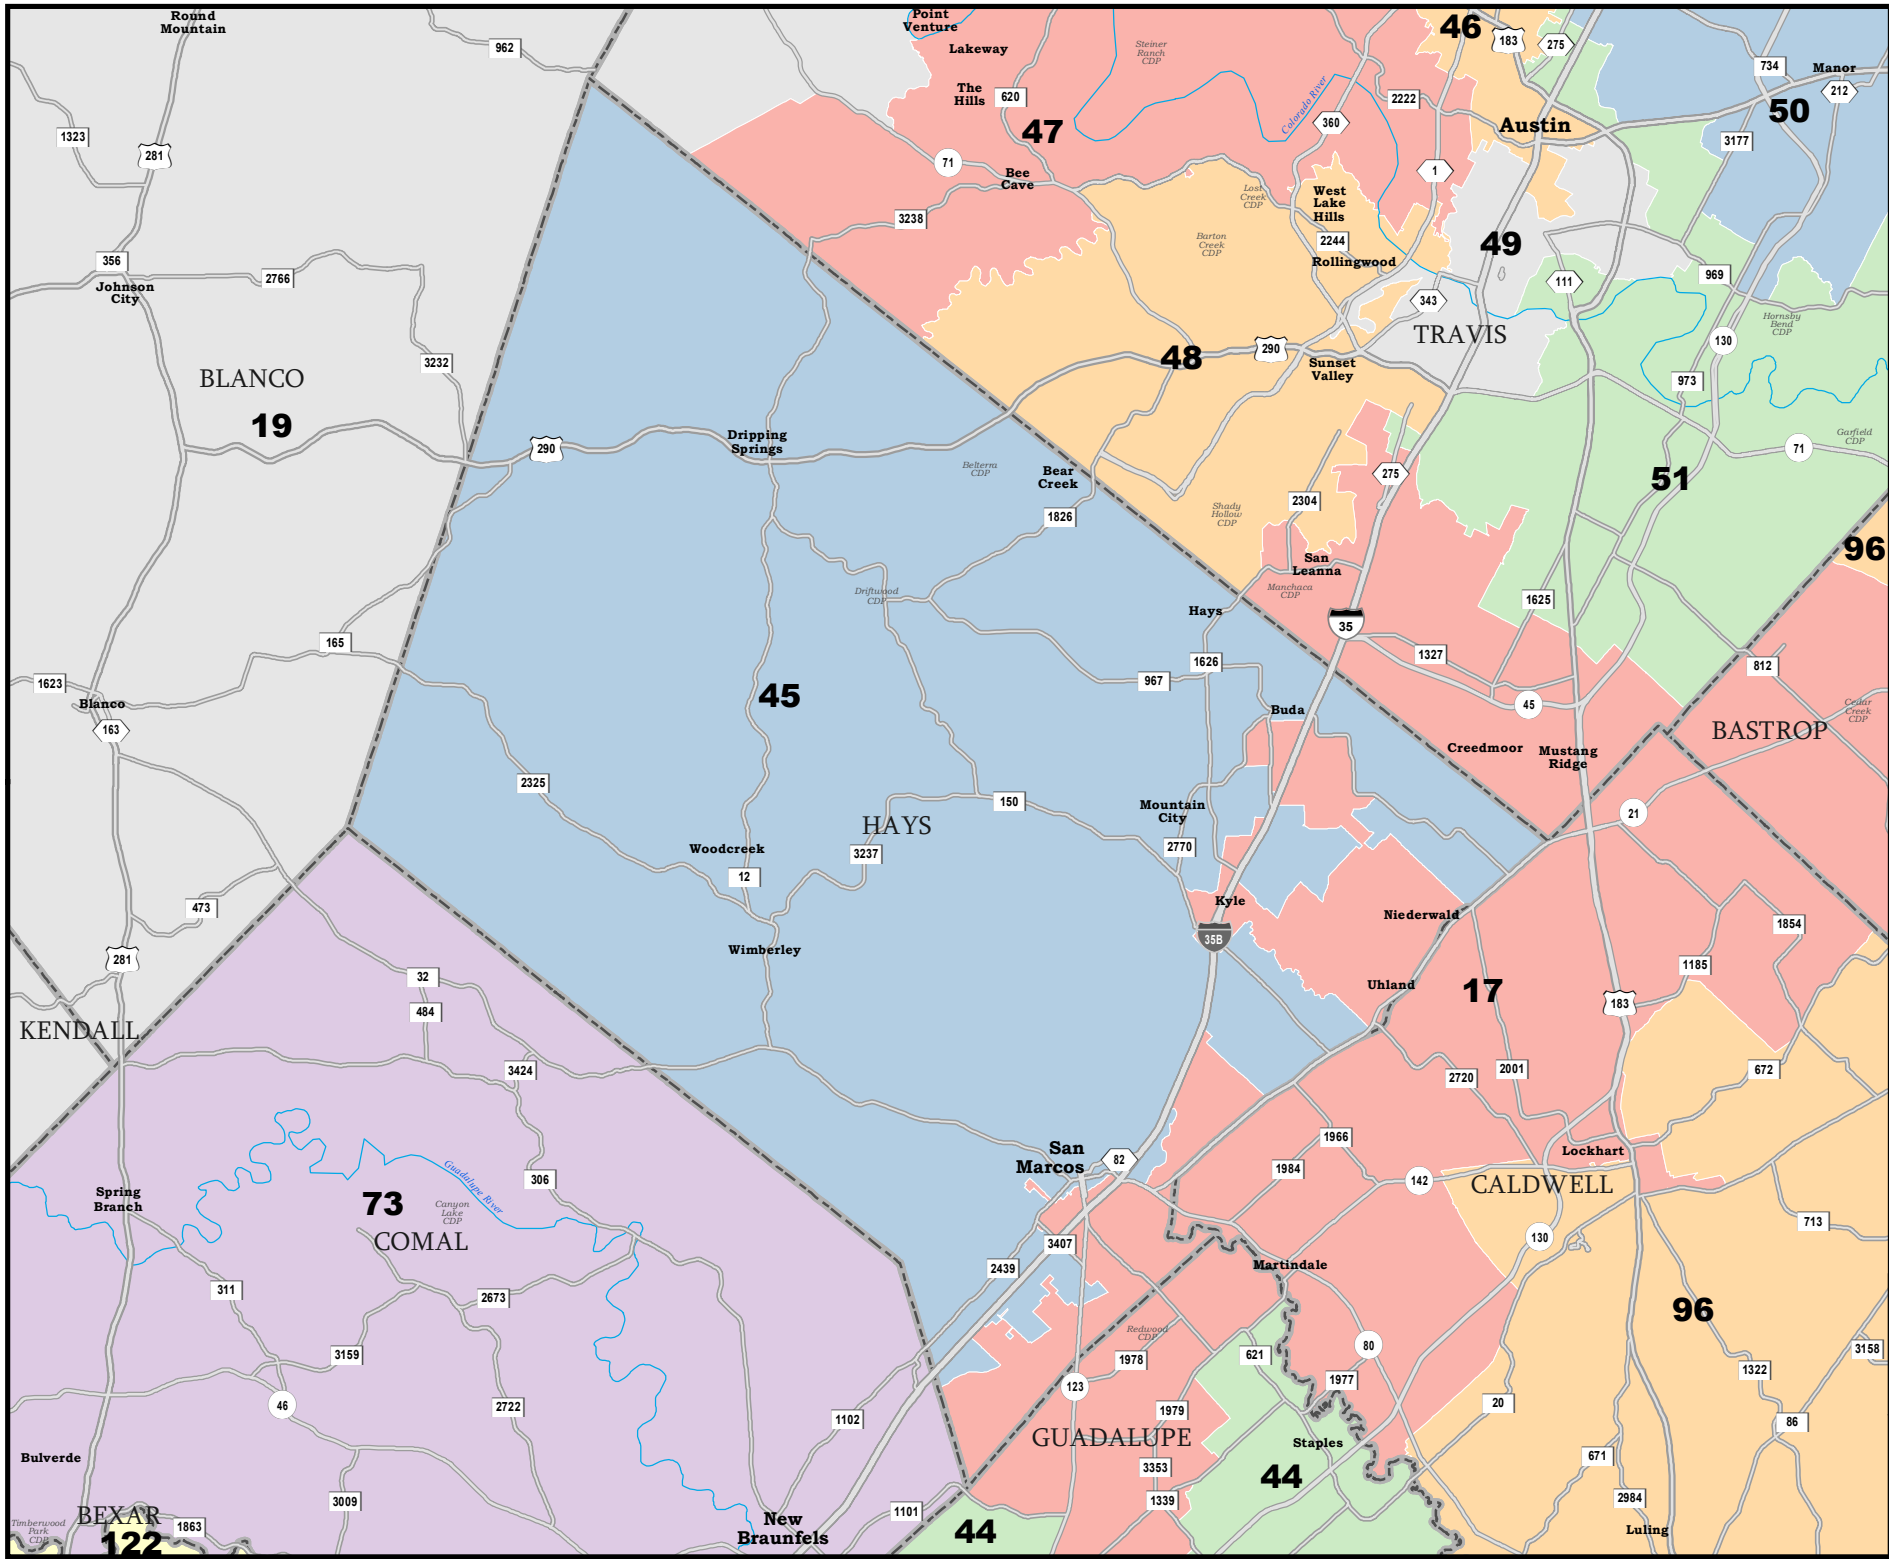 Round
Mountain
962
Point
Venture
Lakeway
Steiner
Ranch
CDP
46
183
275
734
Manor
212
The
Hills
620
47
2222
Colorado River
360
Austin
50
3177
1323
281
71
Bee
Cave
1
3238
Lost
Creek
CDP
West
Lake
Hills
2244
Rollingwood
Barton
Creek
CDP
49
356
Johnson
City
2766
111
969
343
TRAVIS
Hornsby
Bend
CDP
130
3232
48
290
Sunset
Valley
973
BLANCO
19
290
Dripping
Springs
Belterra
CDP
Bear
Creek
1826
Garfield
CDP
71
275
51
2304
Shady
Hollow
CDP
96
San
Leanna
Manchaca
CDP
Driftwood
CDP
Hays
1625
35
165
1327
1626
967
812
1623
Blanco
163
45
Buda
45
Cedar
Creek
CDP
BASTROP
Creedmoor
Mustang
Ridge
2325
150
Mountain
City
21
HAYS
2770
Woodcreek
3237
12
Kyle
473
Niederwald
1854
35B
Wimberley
281
1185
32
Uhland
17
183
484
KENDALL
3424
2720
2001
672
1966
Lockhart
San
Marcos
82
1984
142
CALDWELL
Guadalupe River
306
Spring
Branch
73
Canyon
Lake
CDP
COMAL
713
130
3407
2439
Martindale
311
2673
96
Redwood
CDP
1978
621
80
3159
3158
1322
1977
123
46
2722
1102
1979
20
86
GUADALUPE
Staples
Bulverde
3353
44
671
3009
1339
2984
BEXAR
Timberwood
Park
CDP
122
1863
1101
New
Braunfels
44
Luling